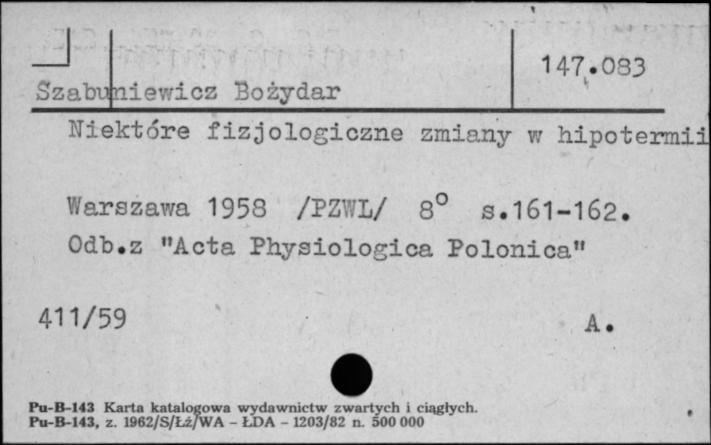 147.083
Szabuniewicz Bożydar
Niektóre fizjologiczne zmiany w hipotermii
Warszawa 1958 /PZWL/ 8° s.161-162.
Odb.z "Acta Physiologica Polonica"
411/59 A.
Pu-B-143 Karta katalogowa wydawnictw zwartych i ciągłych.
Pu-B-143, z. 1962/S/Łź/WA - ŁDA - 1203/82 n. 500 000